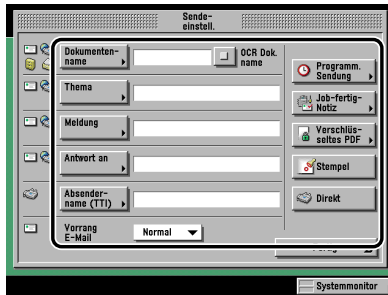 Sende-
einstell.
Dokumenten-
name
OCR Dok.
name
Thema
Meldung
Antwort an
Absender-
name (TTI)
Vorrang
E-Mail
Normal
Programm.
Sendung
Job-fertig-
Notiz
Verschlüs-
seltes PDF
Stempel
Direkt
Systemmonitor